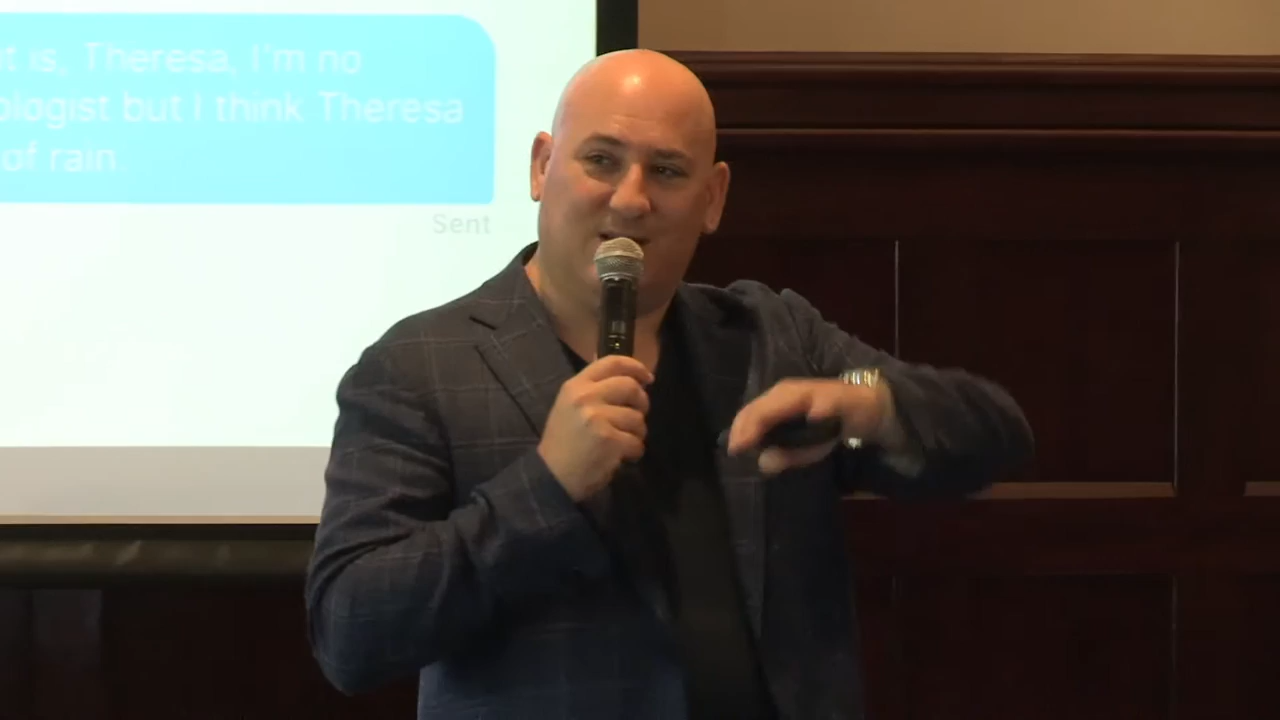 t is, Theresa, I'm no
ologist but I think Theresa
of rain.
Sent